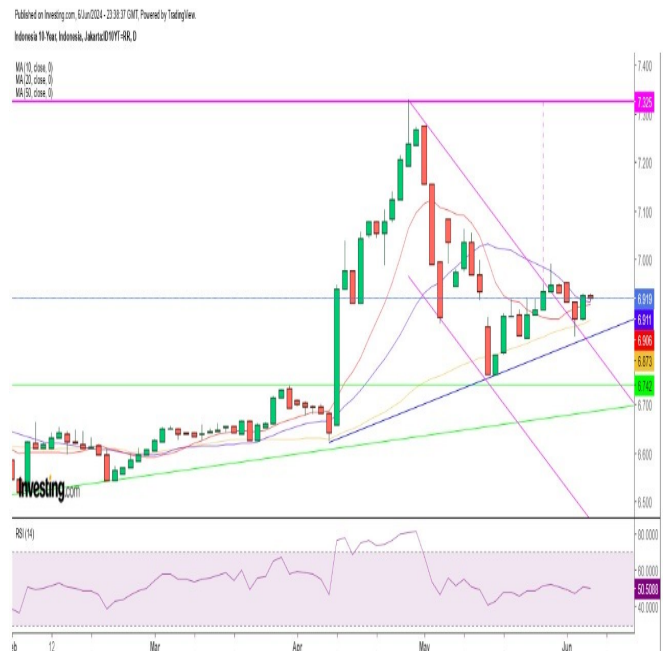 Published on Investing.com, 6/Jun/2024 - 23:38:37 GMT, Powered by TradingView.
Indonesia 10-Year, Indonesia, Jakarta:ID10YT=RR, D
MA (10, close, 0)
MA (20, close, 0)
MA (50, close, 0)
7.400
7.325
7.300
7.200
7.100
7.000
6.919
6.911
6.906
6.873
6.742
6.700
6.600
6.500
Investing.com
RSI (14)
80.0000
60.0000
50.5088
40.0000
12
Mar
Apr
May
Jun